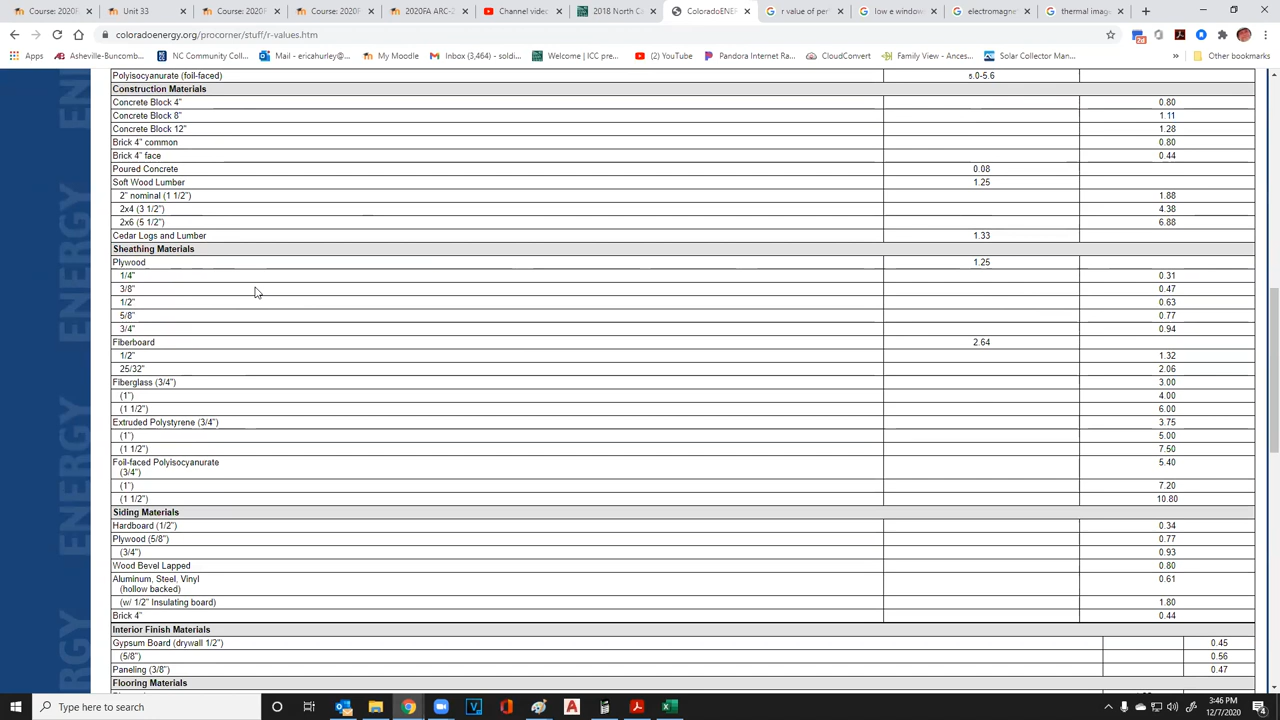 Course: 2020F
Unit 33
Course: 2020F
Course: 2020F
2020FA ARC-2
Channel video
2018 North Ca
ColoradoENER
r value of per
low e window
electromagne
thermal imag
coloradoenergy.org/procorner/stuff/r-values.htm
Apps
Asheville-Buncomb...
NC Community Coll...
Mail - ericahurley@...
My Moodle
Inbox (3,464) - soldi...
Welcome | ICC pre...
(2) YouTube
Pandora Internet Ra...
CloudConvert
Family View - Ances...
Solar Collector Man...
»
Other bookmarks
Polyisocyanurate (foil-faced) 5.0-5.6
Construction Materials
Concrete Block 4" 0.80
Concrete Block 8" 1.11
Concrete Block 12" 1.28
Brick 4" common 0.80
Brick 4" face 0.44
Poured Concrete 0.08
Soft Wood Lumber 1.25
2" nominal (1 1/2") 1.88
2x4 (3 1/2") 4.38
2x6 (5 1/2") 6.88
Cedar Logs and Lumber 1.33
Sheathing Materials
Plywood 1.25
1/4" 0.31
3/8" 0.47
1/2" 0.63
5/8" 0.77
3/4" 0.94
Fiberboard 2.64
1/2" 1.32
25/32" 2.06
Fiberglass (3/4") 3.00
(1") 4.00
(1 1/2") 6.00
Extruded Polystyrene (3/4") 3.75
(1") 5.00
(1 1/2") 7.50
Foil-faced Polyisocyanurate 5.40
(3/4")
(1") 7.20
(1 1/2") 10.80
Siding Materials
Hardboard (1/2") 0.34
Plywood (5/8") 0.77
(3/4") 0.93
Wood Bevel Lapped 0.80
Aluminum, Steel, Vinyl 0.61
(hollow backed)
(w/ 1/2" Insulating board) 1.80
Brick 4" 0.44
Interior Finish Materials
Gypsum Board (drywall 1/2") 0.45
(5/8") 0.56
Paneling (3/8") 0.47
Flooring Materials
ENERGY
ENERGY
ENERGY
ERGY
Type here to search
3:46 PM
12/7/2020